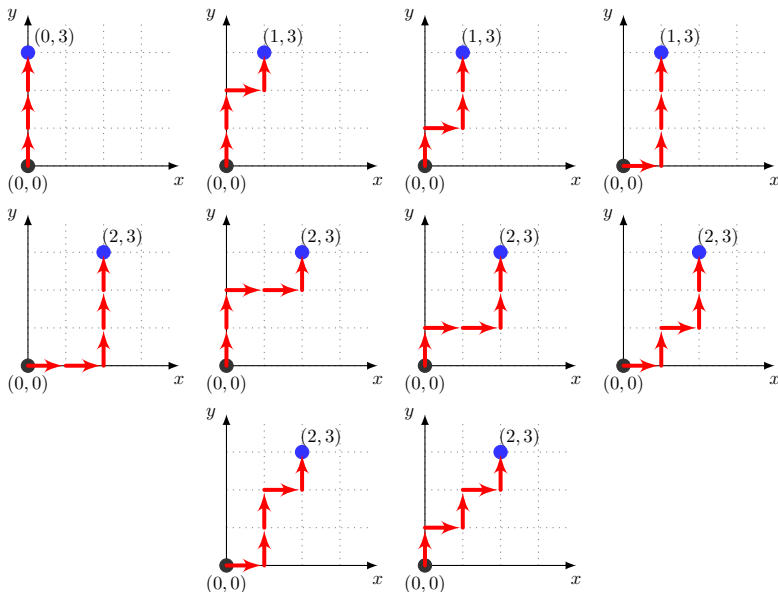 y y y y
(0, 3) (1, 3) (1, 3) (1, 3)
(0, 0) x (0, 0) x (0, 0) x (0, 0) x
y y y y
(2, 3) (2, 3) (2, 3) (2, 3)
(0, 0) x (0, 0) x (0, 0) x (0, 0) x
y y
(2, 3) (2, 3)
(0, 0) x (0, 0) x